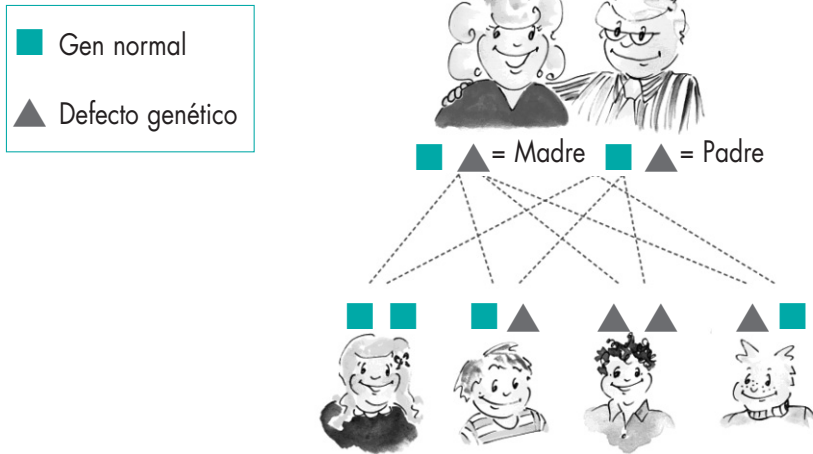 Gen normal
Defecto genético
= Madre = Padre